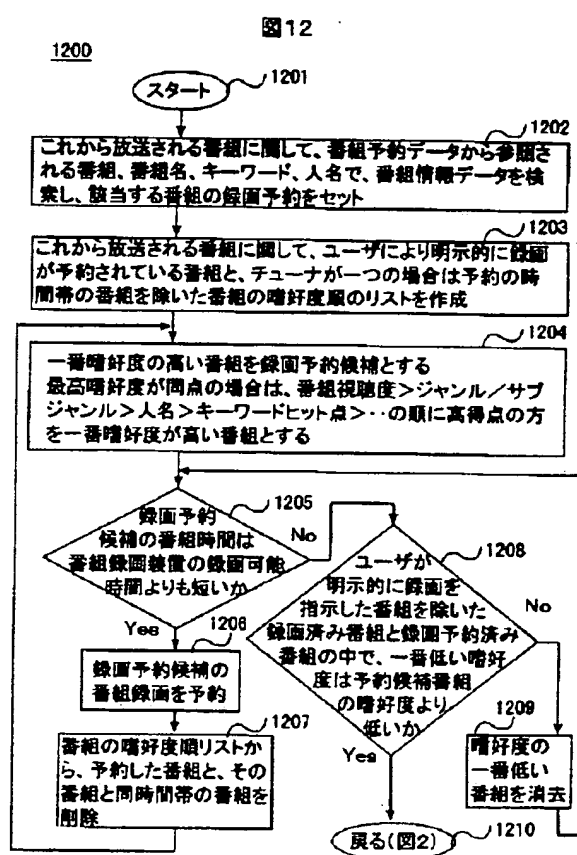 図12
1200
スタート
1201
1202
これから放送される番組に関して、番組予約データから参照され
る番組、番組名、キーワード、人名で、番組情報データを検
索し、該当する番組の録画予約をセット
1203
これから放送される番組に関して、ユーザにより明示的に録画
が予約されている番組と、チューナが一つの場合は予約の時
間帯の番組を除いた番組の嗜好度順のリストを作成
1204
一番嗜好度の高い番組を録画予約候補とする
最高嗜好度が同点の場合は、番組視聴度>ジャンル/サブ
ジャンル>人名>キーワードヒット点>‥の順に高得点の方
を一番嗜好度が高い番組とする
1205
録画予約
候補の番組時間は
番組録画装置の録画可能
時間よりも短いか
No
Yes
1206
録画予約候補の
番組録画を予約
1207
番組の嗜好度順リストか
ら、予約した番組と、その
番組と同時間帯の番組を
削除
1208
ユーザが
明示的に録画を
指示した番組を除いた
録画済み番組と録画予約済み
番組の中で、一番低い嗜好
度は予約候補番組
の嗜好度より
低いか
No
Yes
1209
嗜好度の
一番低い
番組を消去
戻る(図2)
1210